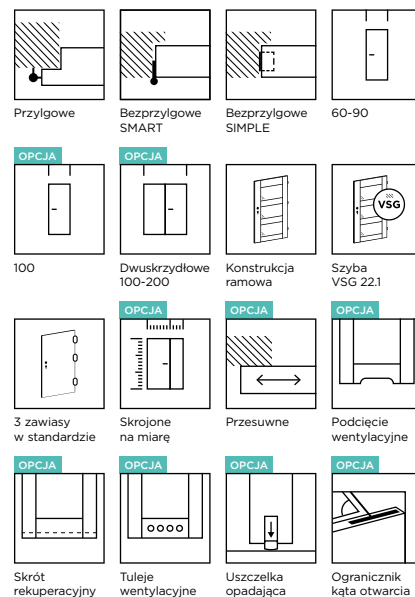 Przylgowe
Bezprzylgowe
SMART
Bezprzylgowe
SIMPLE
60-90
OPCJA
100
OPCJA
Dwuskrzydłowe
100-200
Konstrukcja
ramowa
VSG
Szyba
VSG 22.1
3 zawiasy
w standardzie
OPCJA
Skrojone
na miarę
OPCJA
Przesuwne
OPCJA
Podcięcie
wentylacyjne
OPCJA
Skrót
rekuperacyjny
OPCJA
Tuleje
wentylacyjne
OPCJA
Uszczelka
opadająca
OPCJA
Ogranicznik
kąta otwarcia